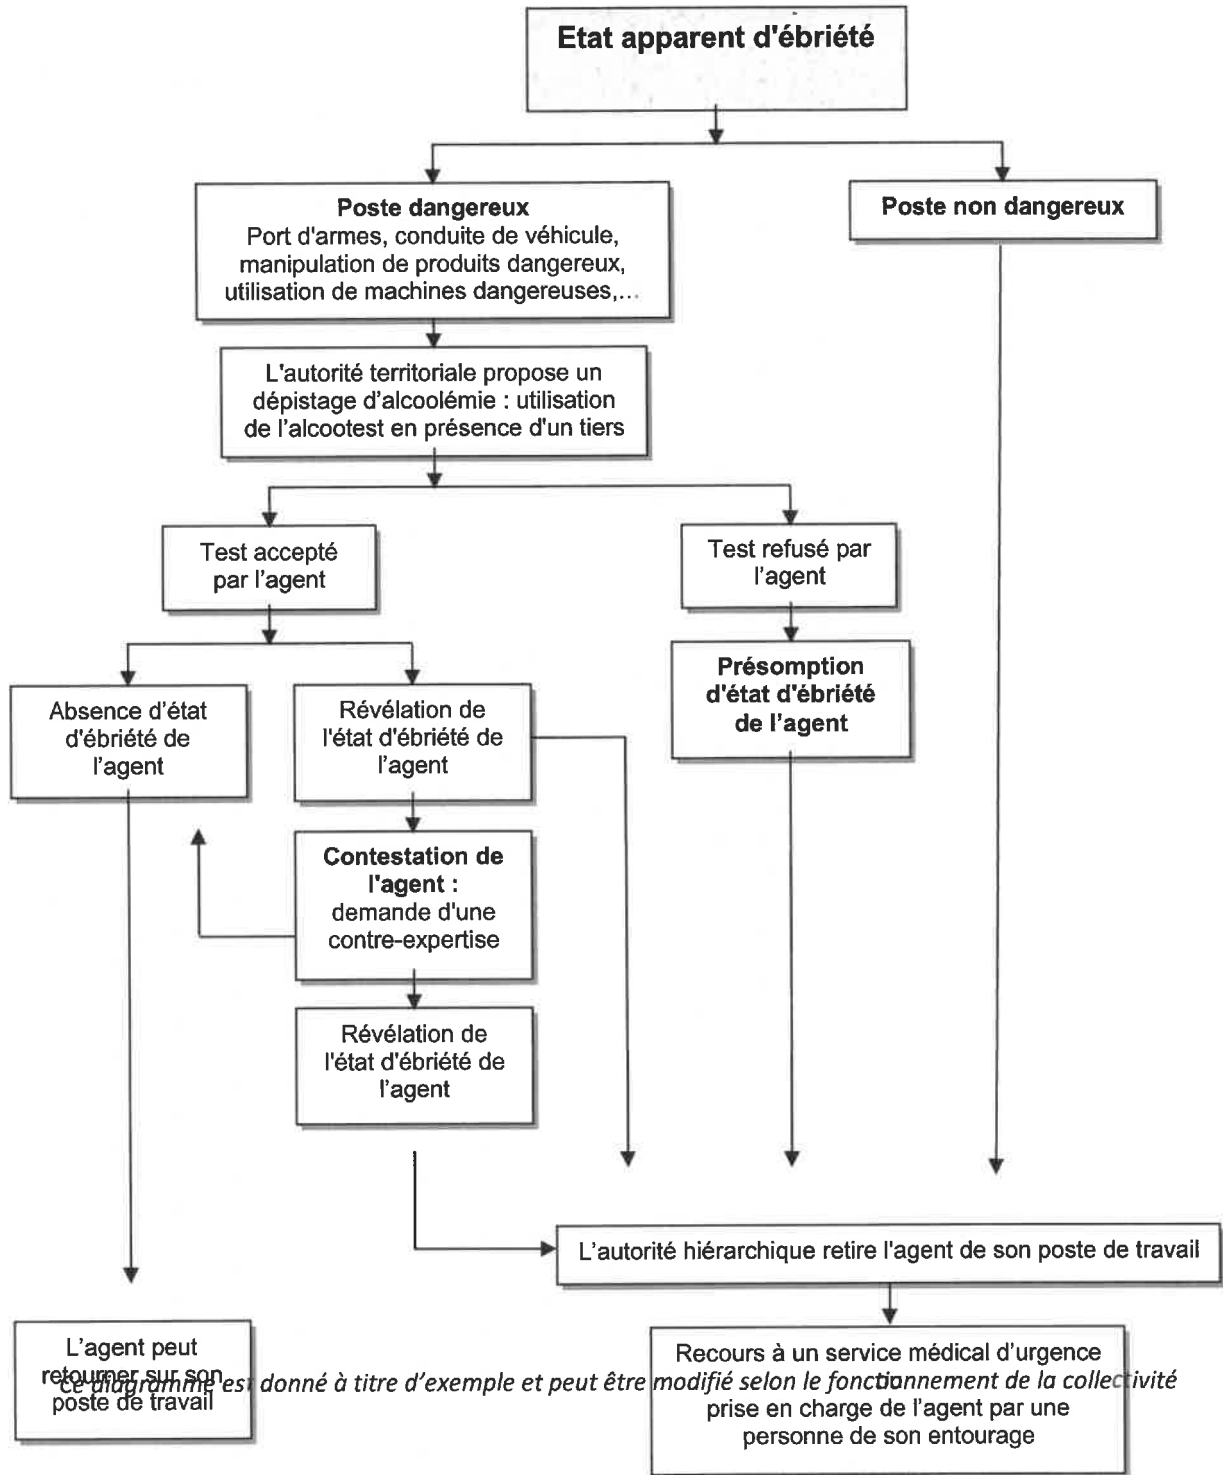 Etat apparent d'ébriété
Poste dangereux
Port d'armes, conduite de véhicule,
manipulation de produits dangereux,
utilisation de machines dangereuses,...
Poste non dangereux
L'autorité territoriale propose un
dépistage d'alcoolémie : utilisation
de l'alcootest en présence d'un tiers
Test accepté
par l'agent
Test refusé par
l'agent
Absence d'état
d'ébriété de
l'agent
Révélation de
l'état d'ébriété de
l'agent
Présomption
d'état d'ébriété
de l'agent
Contestation de
l'agent :
demande d'une
contre-expertise
Révélation de
l'état d'ébriété de
l'agent
L'autorité hiérarchique retire l'agent de son poste de travail
L'agent peut
retourner sur son
poste de travail
Recours à un service médical d'urgence
ou
prise en charge de l'agent par une
personne de son entourage
Ce diagramme est donné à titre d'exemple et peut être modifié selon le fonctionnement de la collectivité